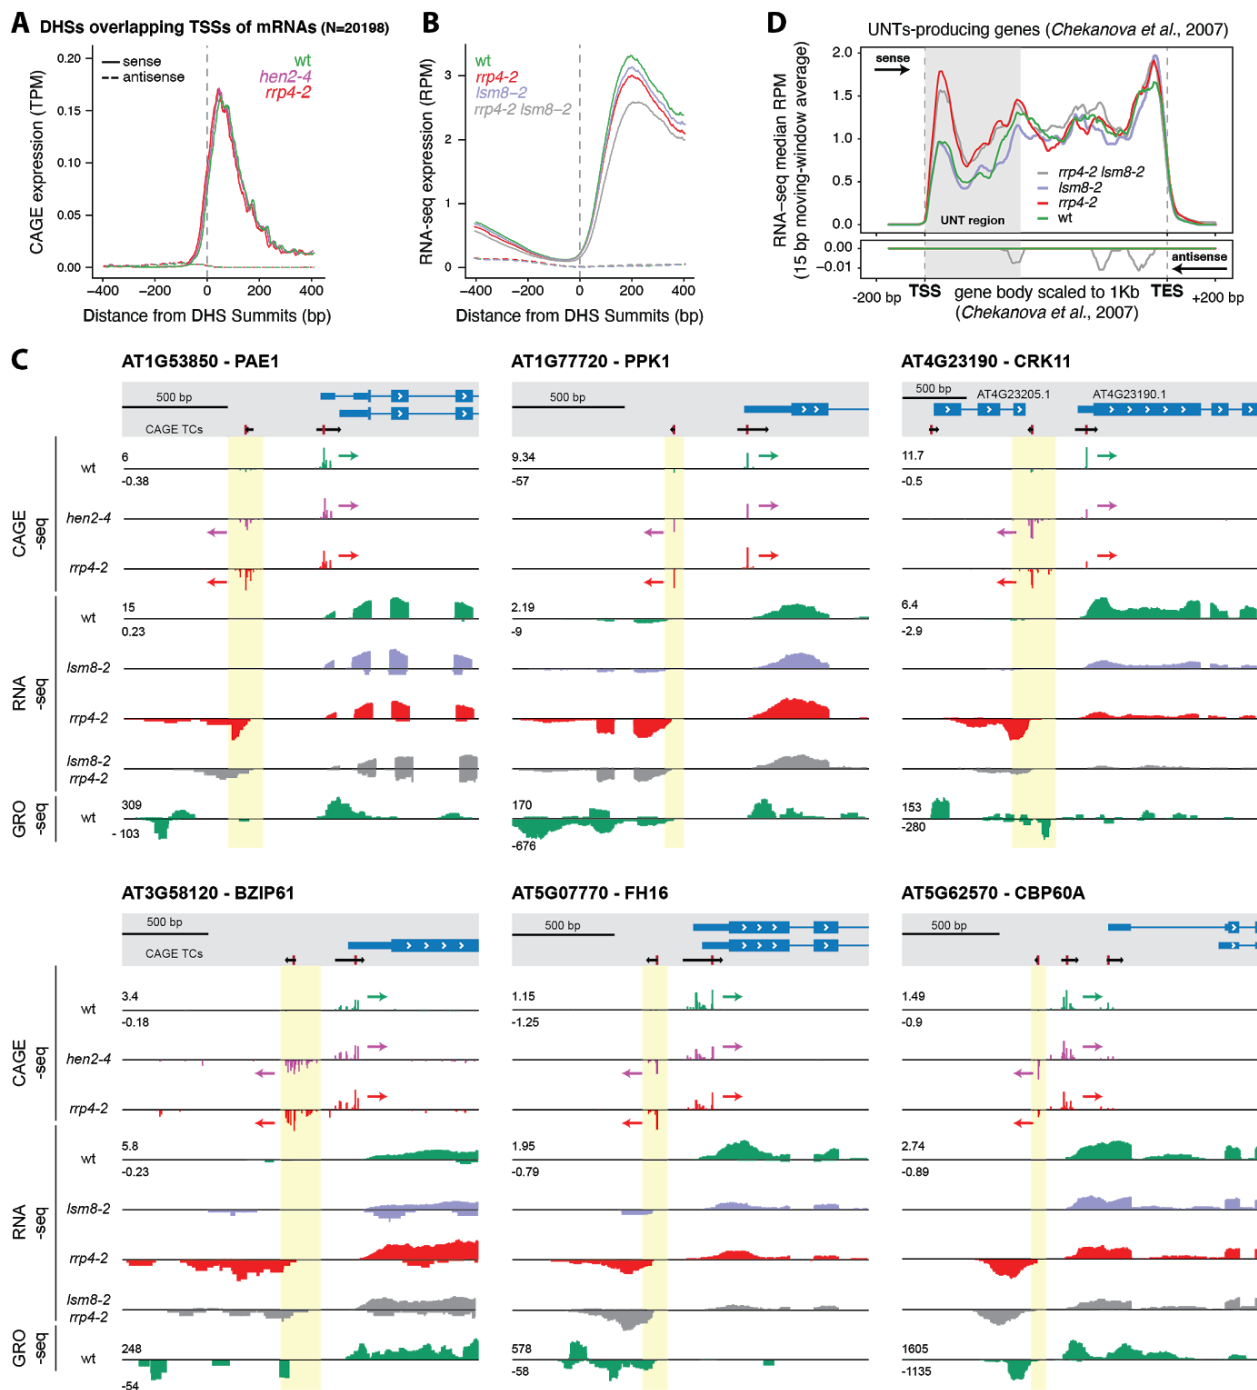 A DHSs overlapping TSSs of mRNAs (N=20198)
CAGE expression (TPM)
0.20
0.15
0.10
0.05
0.00
sense
antisense
wt
hen2-4
rrp4-2
−400 −200 0 200 400
Distance from DHS Summits (bp)
B
RNA-seq expression (RPM)
3
2
1
0
wt
rrp4-2
lsm8-2
rrp4-2 lsm8-2
−400 −200 0 200 400
Distance from DHS Summits (bp)
D
UNTs-producing genes (Chekanova et al., 2007)
RNA-seq median RPM
(15 bp moving-window average)
2.0
1.5
1.0
0.5
0.0
sense
rrp4-2 lsm8-2
lsm8-2
rrp4-2
wt
UNT region
0.00
−0.01
antisense
-200 bp TSS gene body scaled to 1Kb TES +200 bp
(Chekanova et al., 2007)
C
AT1G53850 - PAE1
500 bp
CAGE TCs
CAGE
-seq
wt
6
-0.38
hen2-4
rrp4-2
RNA
-seq
wt
15
0.23
lsm8-2
rrp4-2
lsm8-2
rrp4-2
GRO
-seq
wt
309
- 103
AT1G77720 - PPK1
500 bp
9.34
-57
2.19
-9
170
-676
AT4G23190 - CRK11
500 bp
AT4G23205.1
AT4G23190.1
11.7
-0.5
6.4
-2.9
153
-280
AT3G58120 - BZIP61
500 bp
CAGE TCs
CAGE
-seq
wt
3.4
-0.18
hen2-4
rrp4-2
RNA
-seq
wt
5.8
-0.23
lsm8-2
rrp4-2
lsm8-2
rrp4-2
GRO
-seq
wt
248
-54
AT5G07770 - FH16
500 bp
1.15
-1.25
1.95
-0.79
578
-58
AT5G62570 - CBP60A
500 bp
1.49
-0.9
2.74
-0.89
1605
-1135